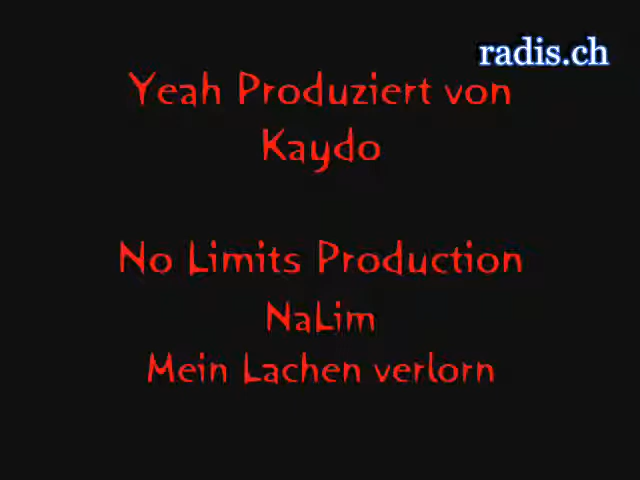 radis.ch
Yeah Produziert von
Kaydo
No Limits Production
NaLim
Mein Lachen verlorn